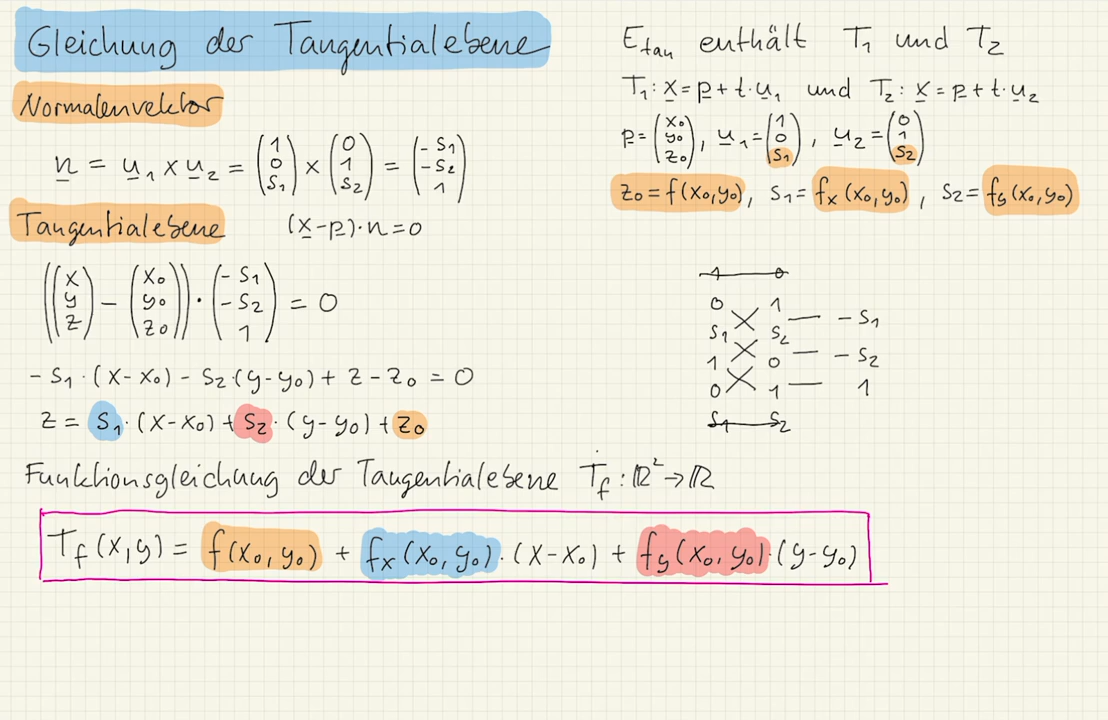 Gleichung der Tangentialebene
Normalenvektor
n = u₁ × u₂ = (1 0 s₁) × (0 1 s₂) = (-s₁ -s₂ 1)
Tangentialebene (x-p)·n=0
((x y z) - (x₀ y₀ z₀)) · (-s₁ -s₂ 1) = 0
-s₁·(x-x₀) - s₂·(y-y₀) + z - z₀ = 0
z = s₁·(x-x₀) + s₂·(y-y₀) + z₀
E_tan enthält T₁ und T₂
T₁: x = p + t·u₁ und T₂: x = p + t·u₂
p = (x₀ y₀ z₀), u₁ = (1 0 s₁), u₂ = (0 1 s₂)
z₀ = f(x₀,y₀), s₁ = fₓ(x₀,y₀), s₂ = f_y(x₀,y₀)
1 0
0 1
s₁ s₂ — -s₁
1 0 — -s₂
0 1 — 1
s₁ s₂
Funktionsgleichung der Tangentialebene T_f : ℝ² → ℝ
T_f(x,y) = f(x₀,y₀) + fₓ(x₀,y₀)·(x-x₀) + f_y(x₀,y₀)·(y-y₀)